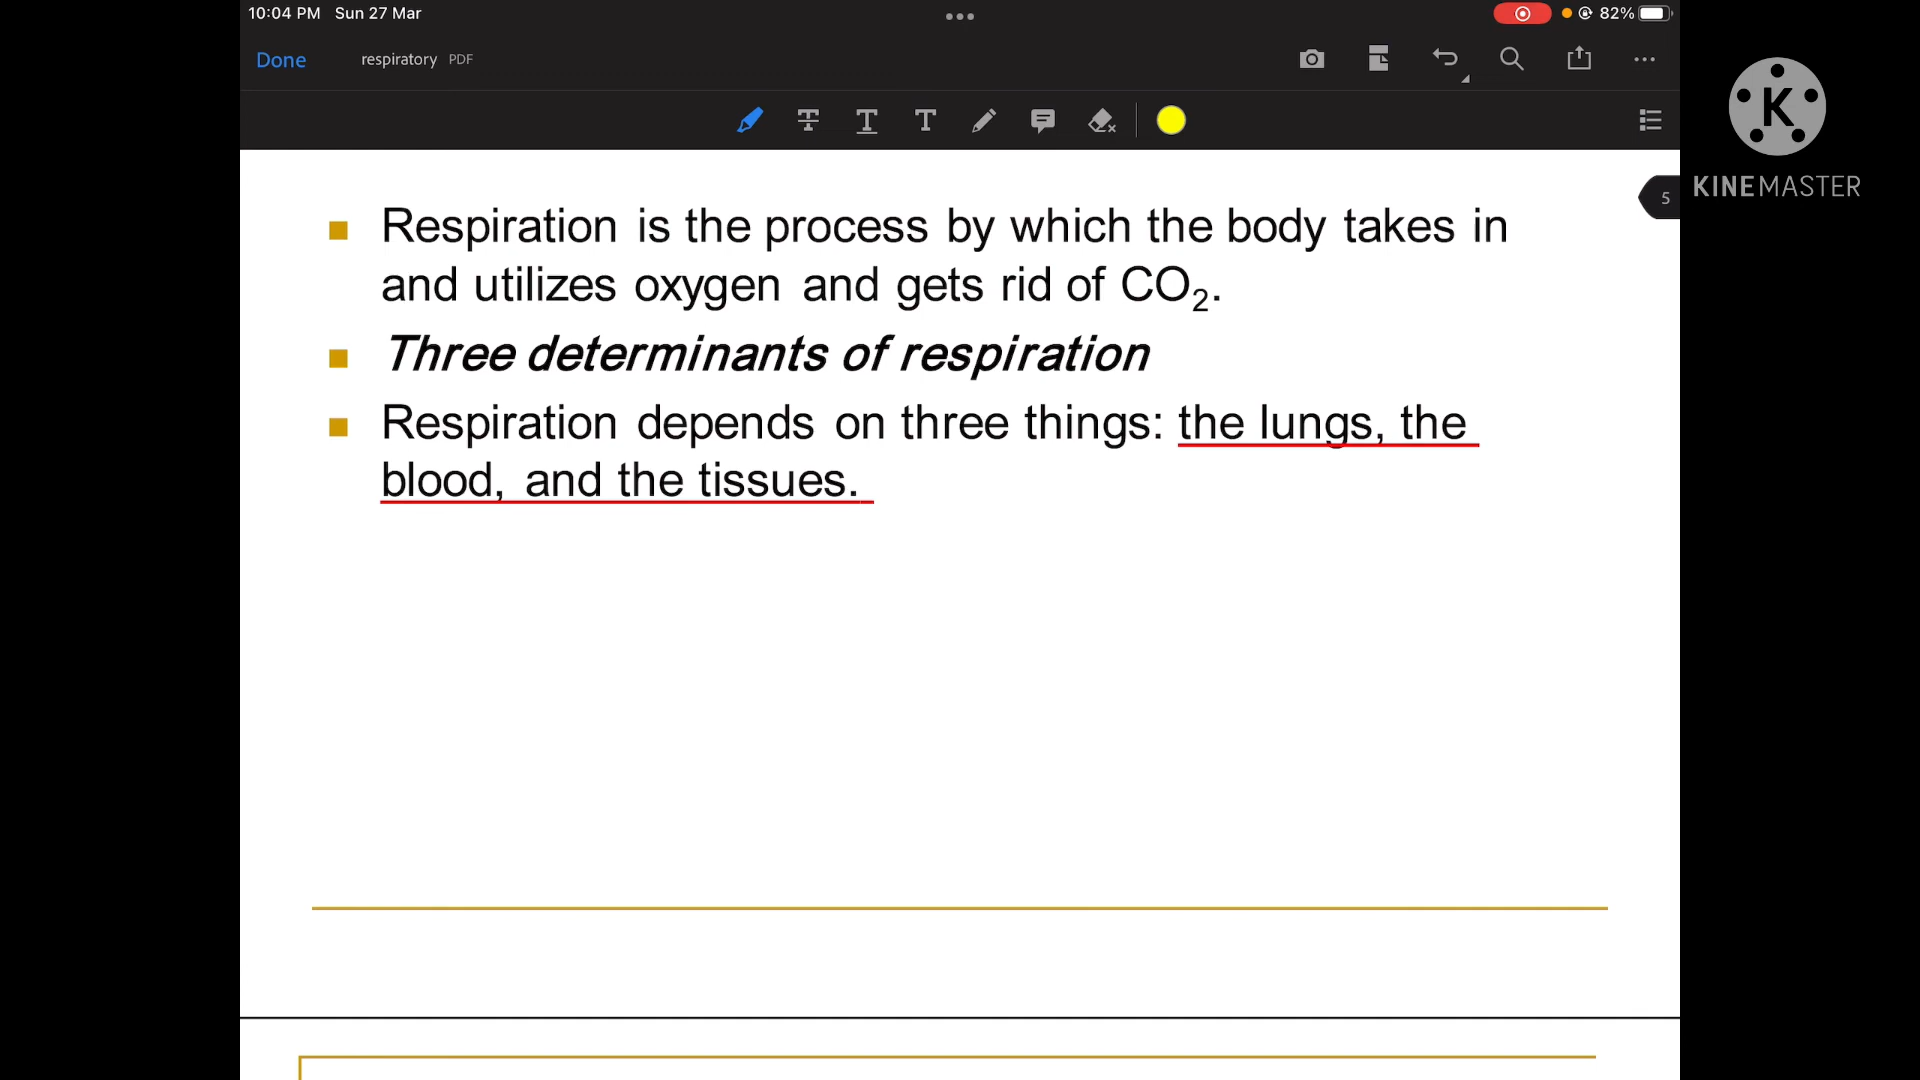 10:04 PM Sun 27 Mar
82%
Done respiratory PDF
5
K
KINEMASTER
Respiration is the process by which the body takes in
and utilizes oxygen and gets rid of CO₂.
Three determinants of respiration
Respiration depends on three things: the lungs, the
blood, and the tissues.